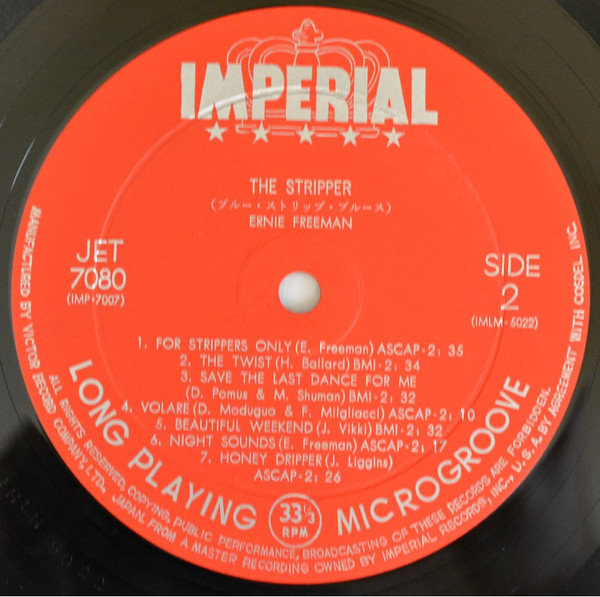 IMPERIAL
THE STRIPPER
(ブルー・ストリップ・ブルース)
ERNIE FREEMAN
JET
7080
(IMP-7007)
SIDE
2
(IMLM-5022)
1. FOR STRIPPERS ONLY (E. Freeman) ASCAP-2: 35
2. THE TWIST (H. Ballard) BMI-2: 34
3. SAVE THE LAST DANCE FOR ME
(D. Pomus & M. Shuman) BMI-2: 32
4. VOLARE (D. Moduguo & F. Milgliacci) ASCAP-2: 10
5. BEAUTIFUL WEEKEND (J. Vikki) BMI-2: 32
6. NIGHT SOUNDS (E. Freeman) ASCAP-2: 17
7. HONEY DRIPPER (J. Liggins)
ASCAP-2: 26
LONG PLAYING 33 1/3 RPM MICROGROOVE
ALL RIGHTS RESERVED, COPYING, PUBLIC PERFORMANCE, BROADCASTING OF THESE RECORDS ARE FORBIDDEN.
MANUFACTURED BY VICTOR RECORD COMPANY, LTD., JAPAN. FROM A MASTER RECORDING OWNED BY IMPERIAL RECORDS, INC., U.S.A. BY AGREEMENT WITH COSDEL INC.